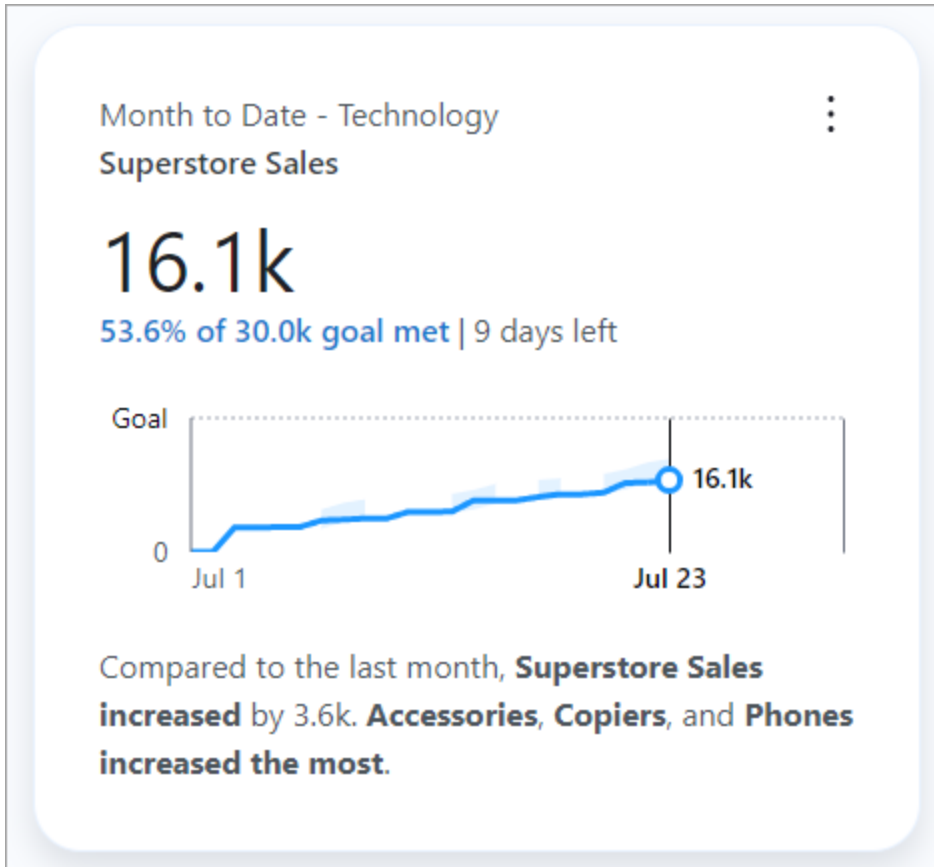 Month to Date - Technology
Superstore Sales
16.1k
53.6% of 30.0k goal met | 9 days left
Goal
16.1k
0
Jul 1
Jul 23
Compared to the last month, Superstore Sales
increased by 3.6k. Accessories, Copiers, and Phones
increased the most.